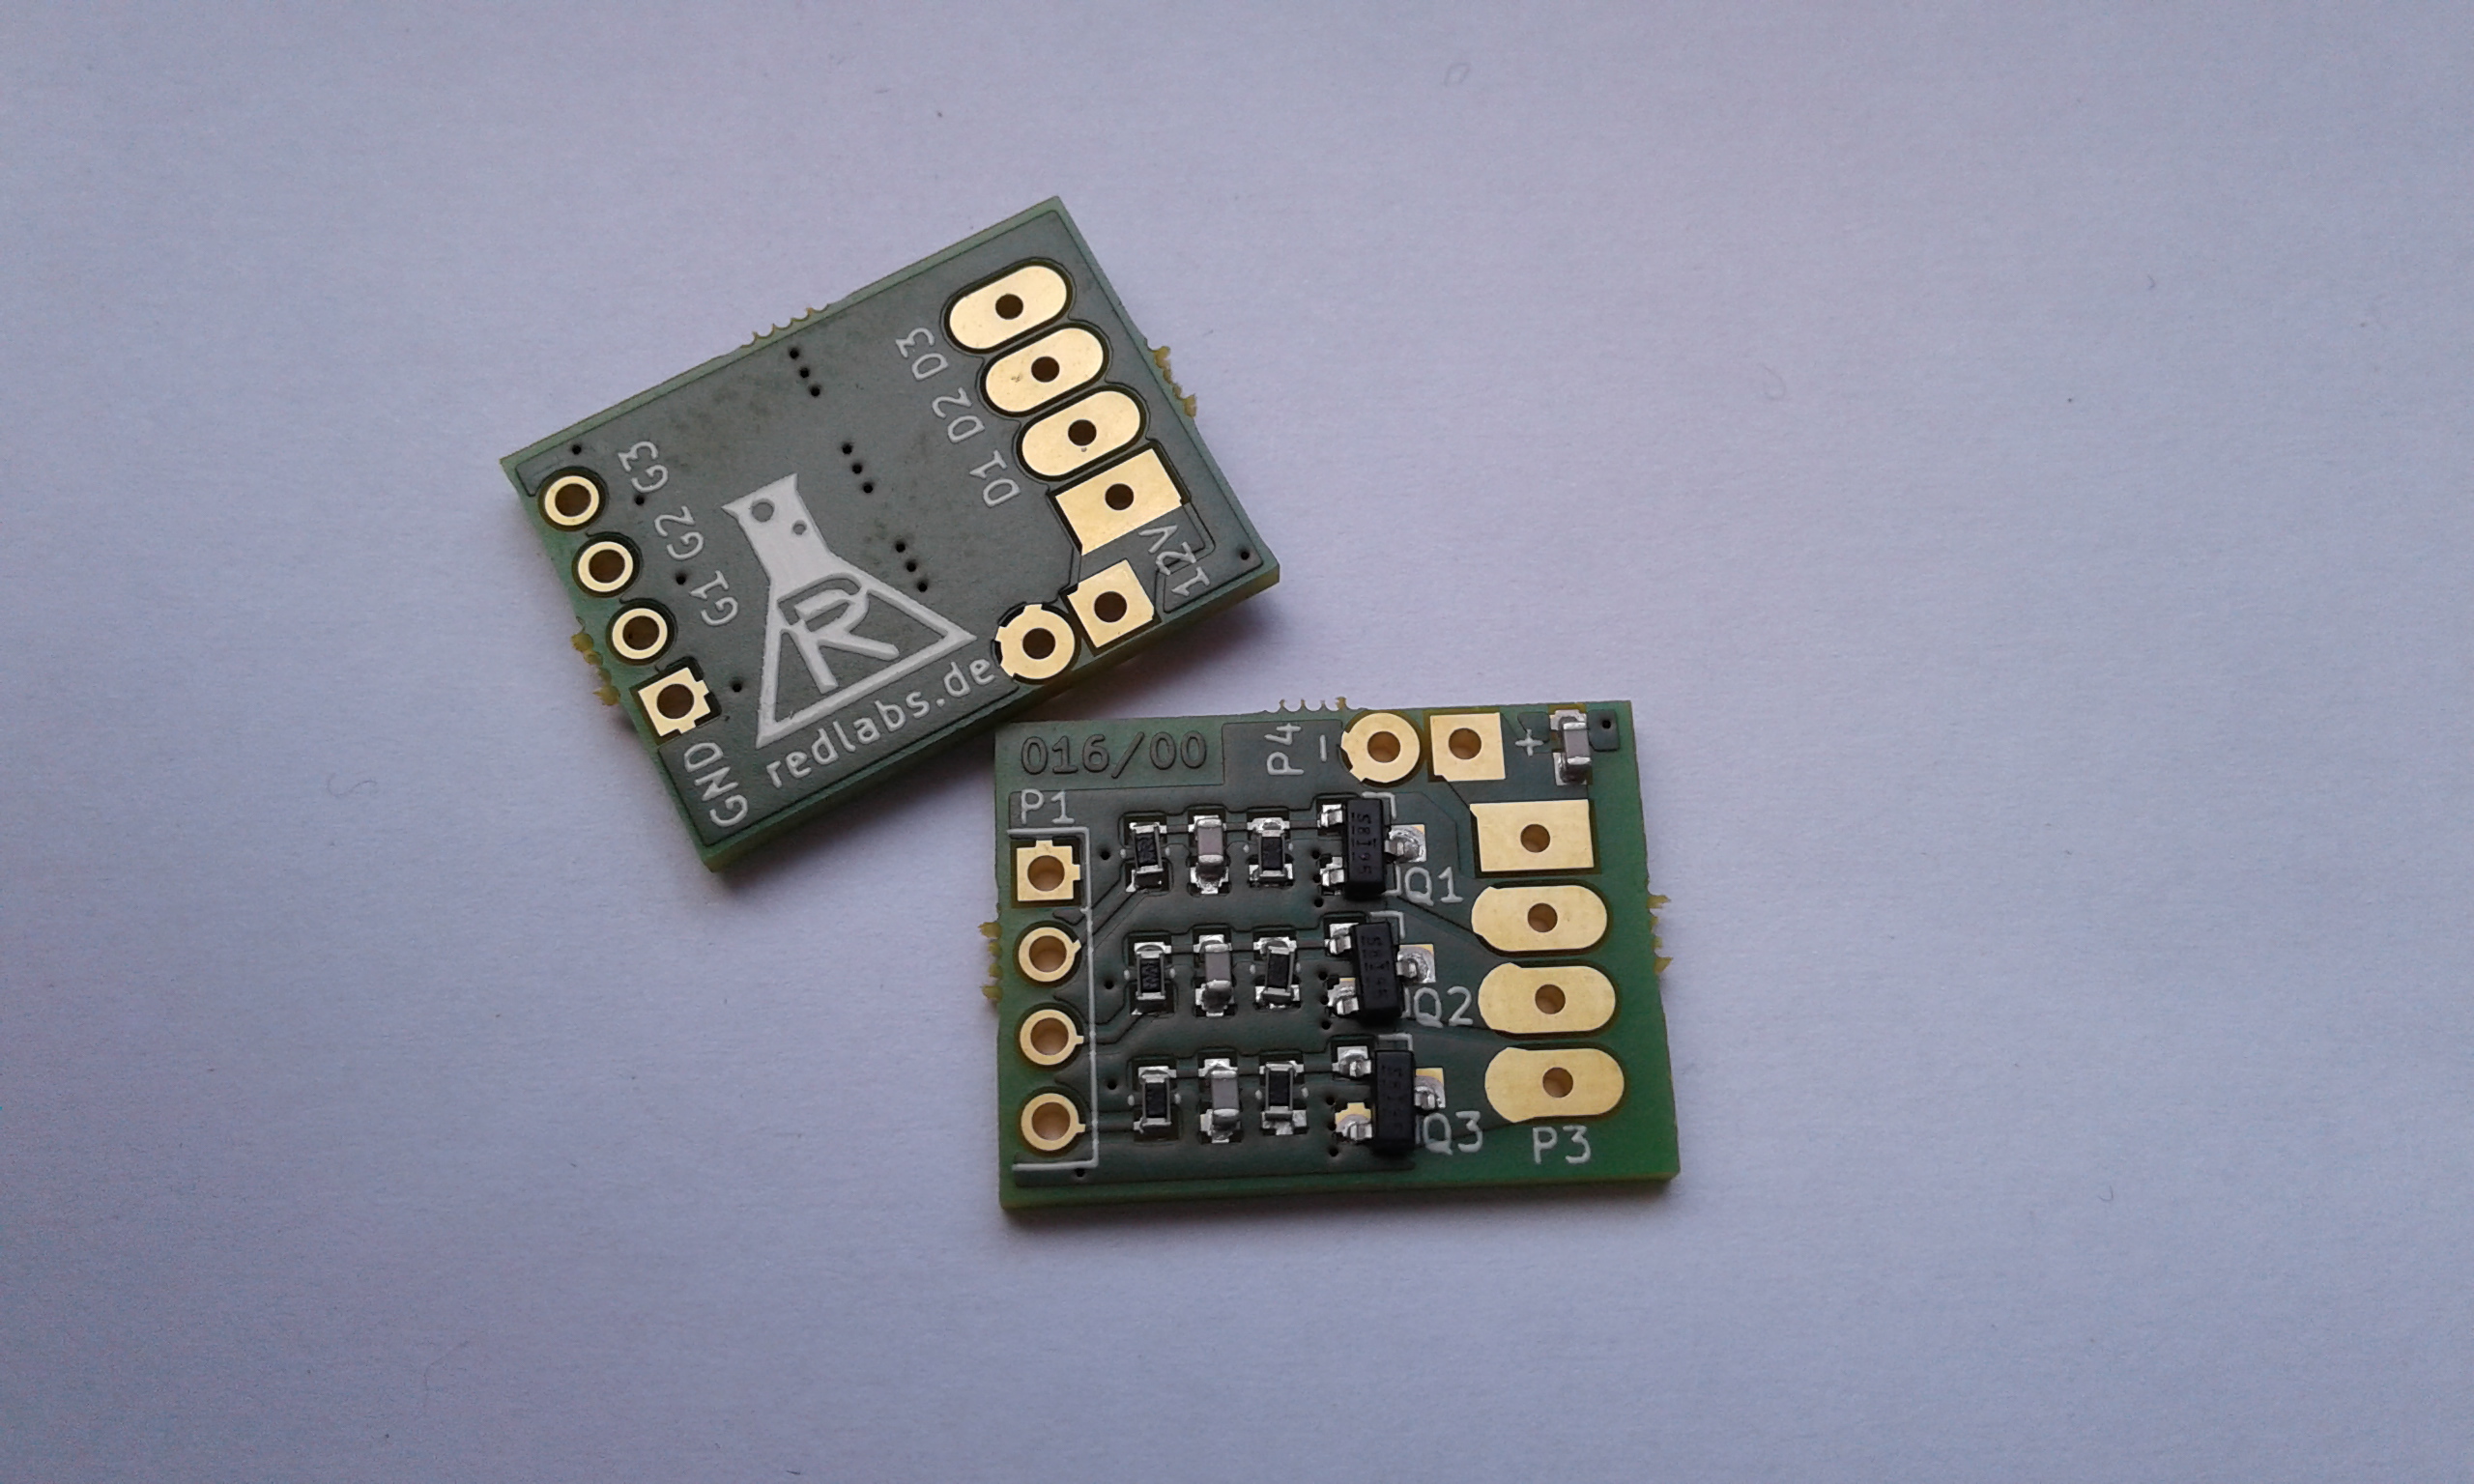 D3
D2
D1
12V
G3
G2
G1
GND
R
redlabs.de
016/00
P4
-
+
P1
Q1
Q2
Q3
P3